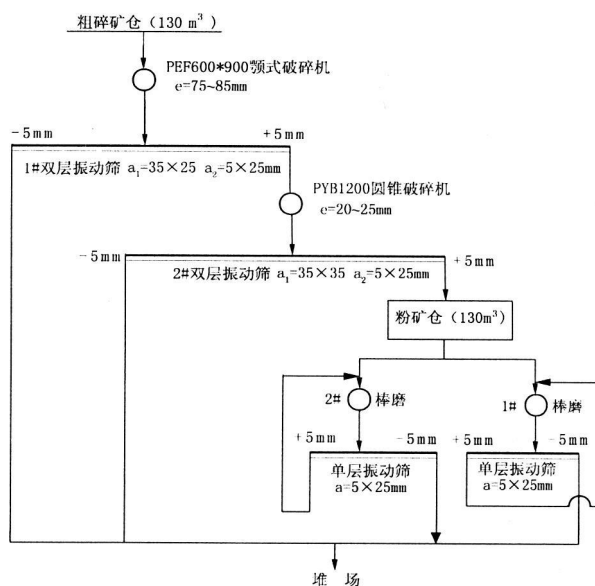 粗碎矿仓(130 m³)
PEF600*900颚式破碎机
e=75~85mm
-5mm
+5mm
1#双层振动筛 a₁=35×25 a₂=5×25mm
PYB1200圆锥破碎机
e=20~25mm
-5mm
+5mm
2#双层振动筛 a₁=35×35 a₂=5×25mm
粉矿仓(130m³)
2#
棒磨
1#
棒磨
+5mm
-5mm
+5mm
-5mm
单层振动筛
a=5×25mm
单层振动筛
a=5×25mm
堆 场